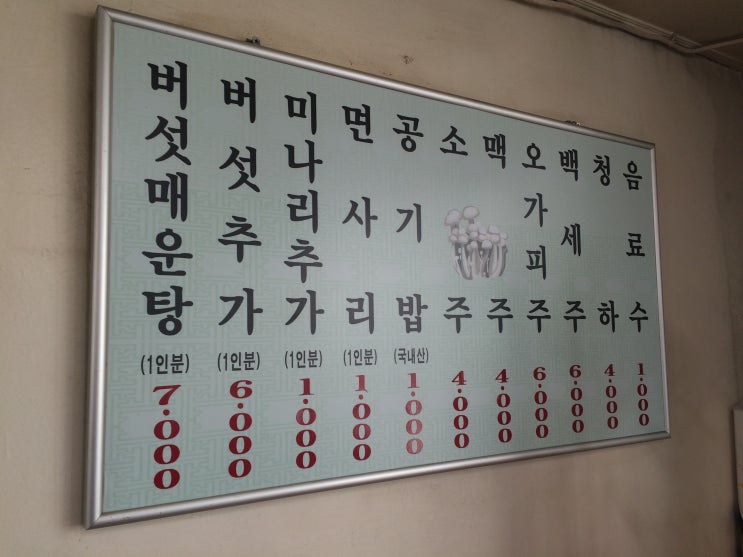 버섯매운탕 (1인분) 7.000
버섯추가 (1인분) 6.000
미나리추가 (1인분) 1.000
면사리 (1인분) 1.000
공기밥 (국내산) 1.000
소주 4.000
맥주 4.000
오가피주 6.000
백세주 6.000
청하 4.000
음료수 1.000